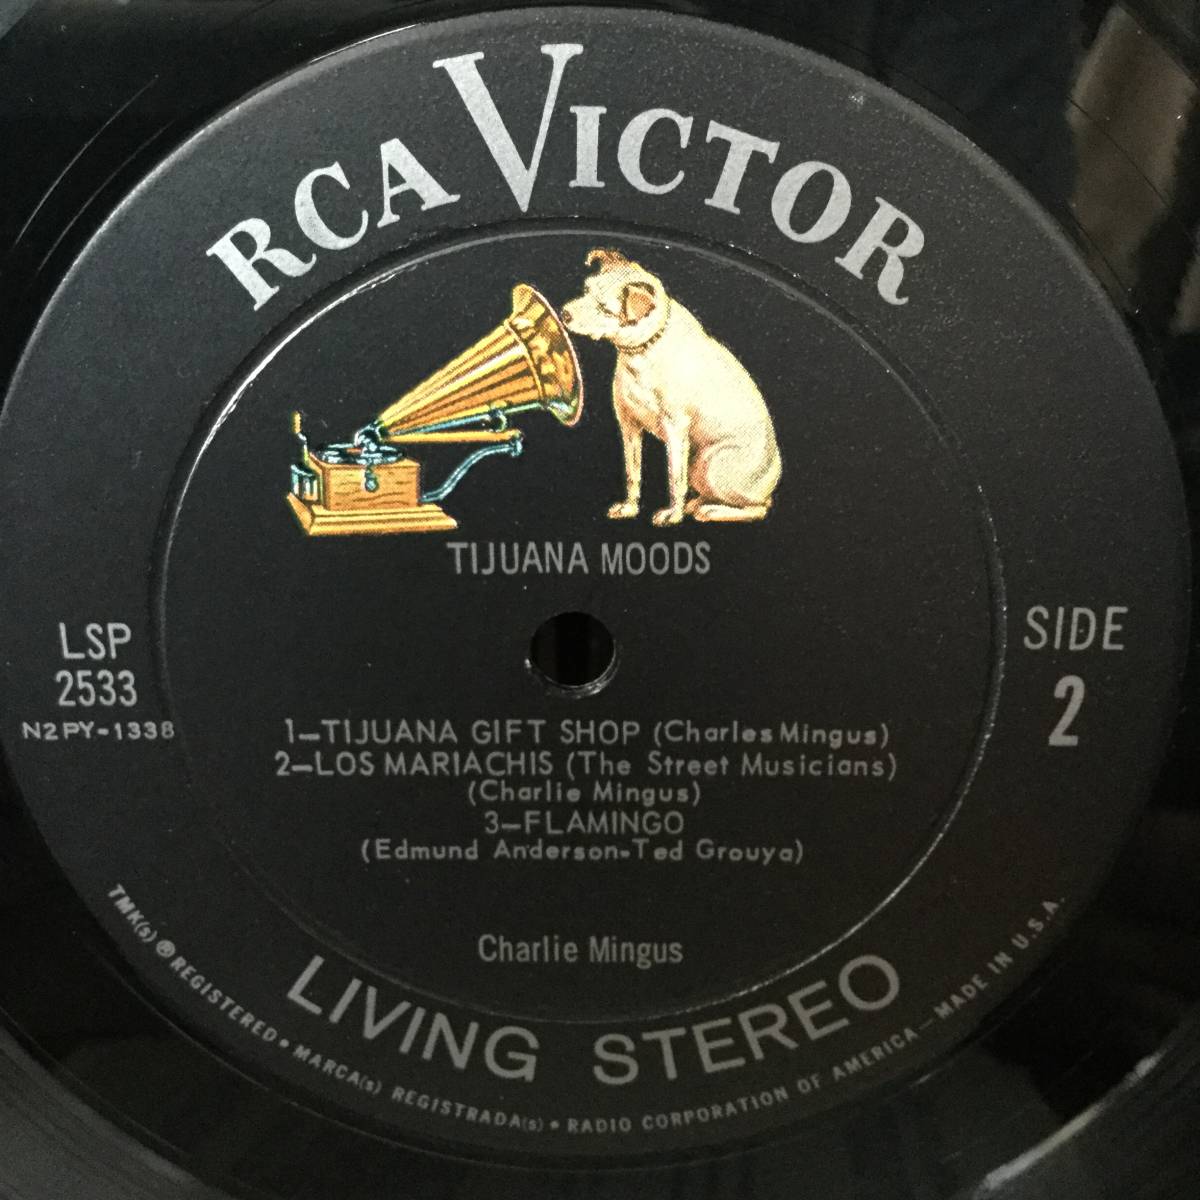 RCA VICTOR
TIJUANA MOODS
LSP
2533
N2PY-1338
SIDE
2
1—TIJUANA GIFT SHOP (Charles Mingus)
2—LOS MARIACHIS (The Street Musicians)
(Charlie Mingus)
3—FLAMINGO
(Edmund Anderson-Ted Grouya)
Charlie Mingus
LIVING STEREO
TMK(s) ® REGISTERED • MARCA(s) REGISTRADA(s) • RADIO CORPORATION OF AMERICA—MADE IN U.S.A.